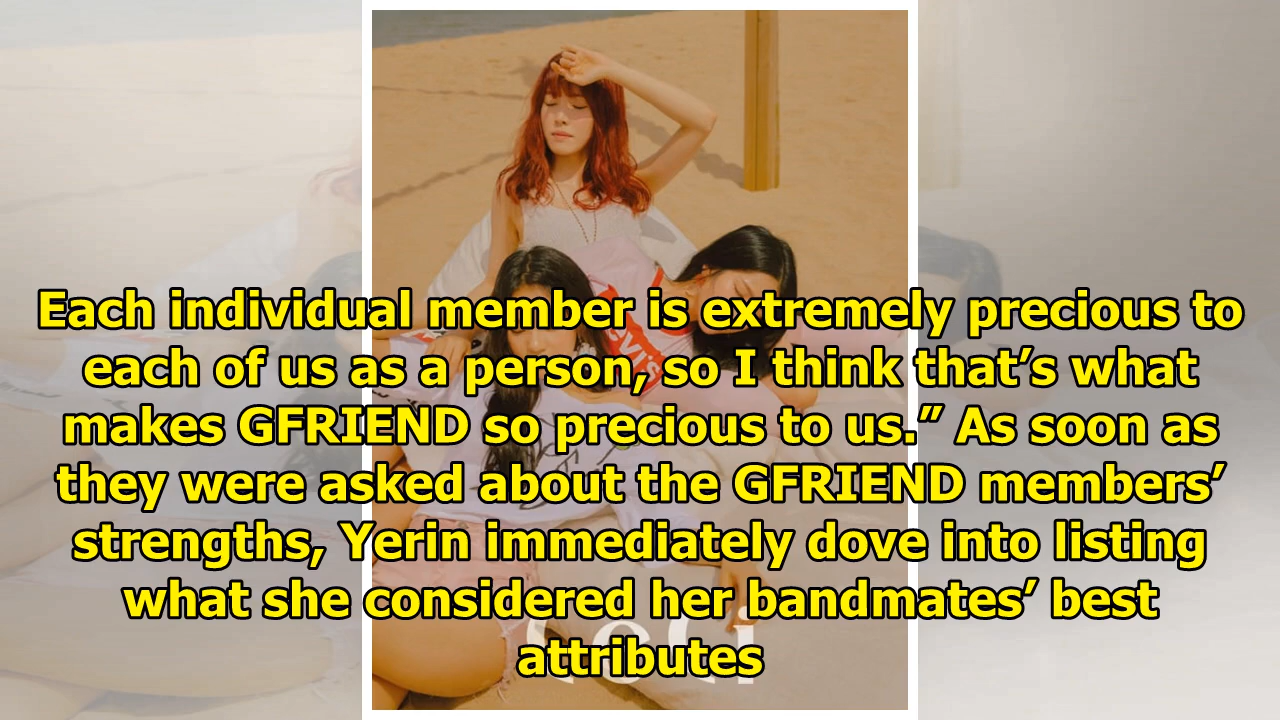 Each individual member is extremely precious to
each of us as a person, so I think that’s what
makes GFRIEND so precious to us.” As soon as
they were asked about the GFRIEND members’
strengths, Yerin immediately dove into listing
what she considered her bandmates’ best
attributes